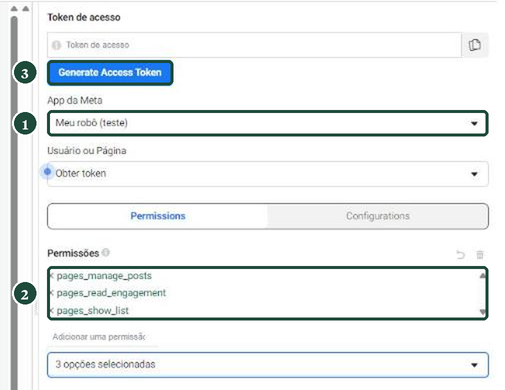 Token de acesso
Token de acesso
3
Generate Access Token
App da Meta
1
Meu robô (teste)
Usuário ou Página
Obter token
Permissions Configurations
Permissões
pages_manage_posts
2
pages_read_engagement
pages_show_list
Adicionar uma permissão
3 opções selecionadas